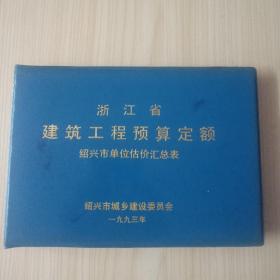 浙江省
建筑工程预算定额
绍兴市单位估价汇总表
绍兴市城乡建设委员会
一九九三年